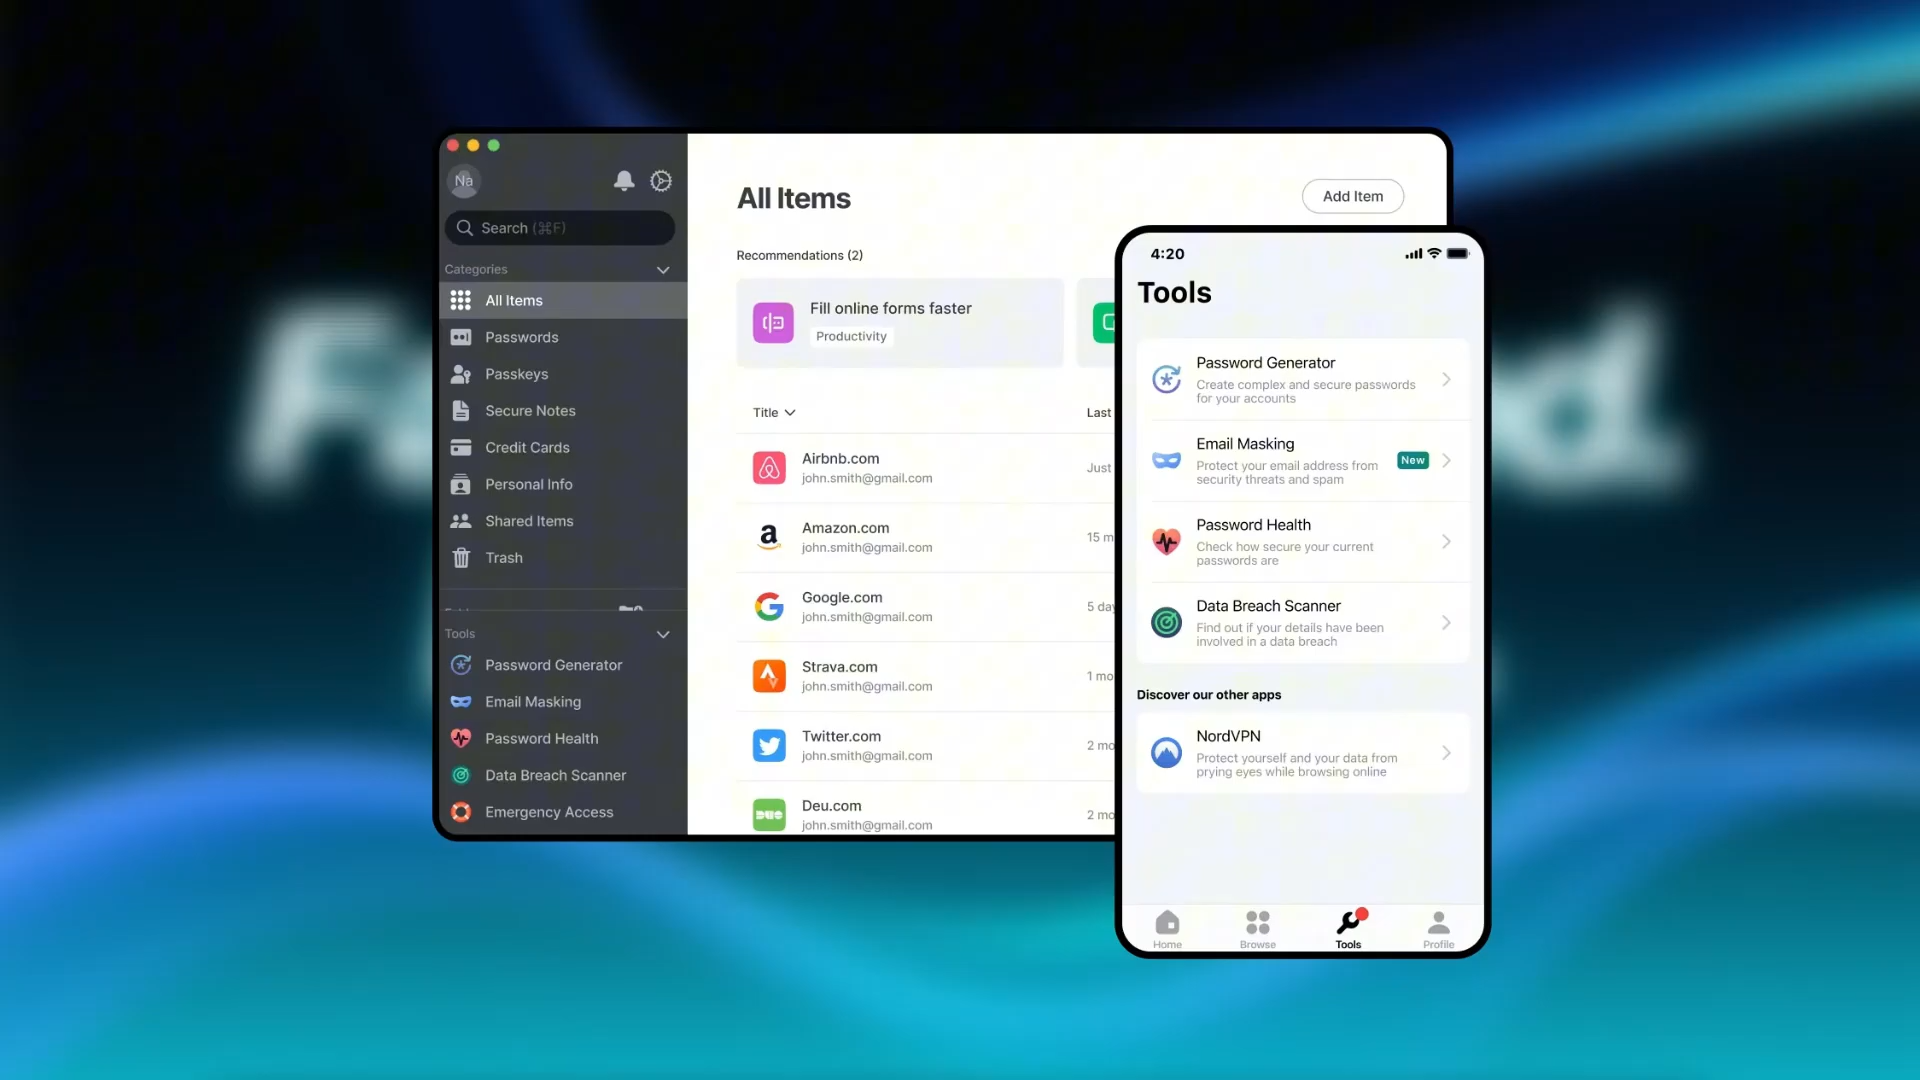 Na
Search (⌘F)
Categories
All Items
Passwords
Passkeys
Secure Notes
Credit Cards
Personal Info
Shared Items
Trash
Tools
Password Generator
Email Masking
Password Health
Data Breach Scanner
Emergency Access
All Items
Add Item
Recommendations (2)
Fill online forms faster
Productivity
Title
Last
Airbnb.com
john.smith@gmail.com
Just
Amazon.com
john.smith@gmail.com
15 m
Google.com
john.smith@gmail.com
5 day
Strava.com
john.smith@gmail.com
1 mo
Twitter.com
john.smith@gmail.com
2 mo
Deu.com
john.smith@gmail.com
2 mo
4:20
Tools
Password Generator
Create complex and secure passwords
for your accounts
Email Masking
Protect your email address from
security threats and spam
New
Password Health
Check how secure your current
passwords are
Data Breach Scanner
Find out if your details have been
involved in a data breach
Discover our other apps
NordVPN
Protect yourself and your data from
prying eyes while browsing online
Home
Browse
Tools
Profile